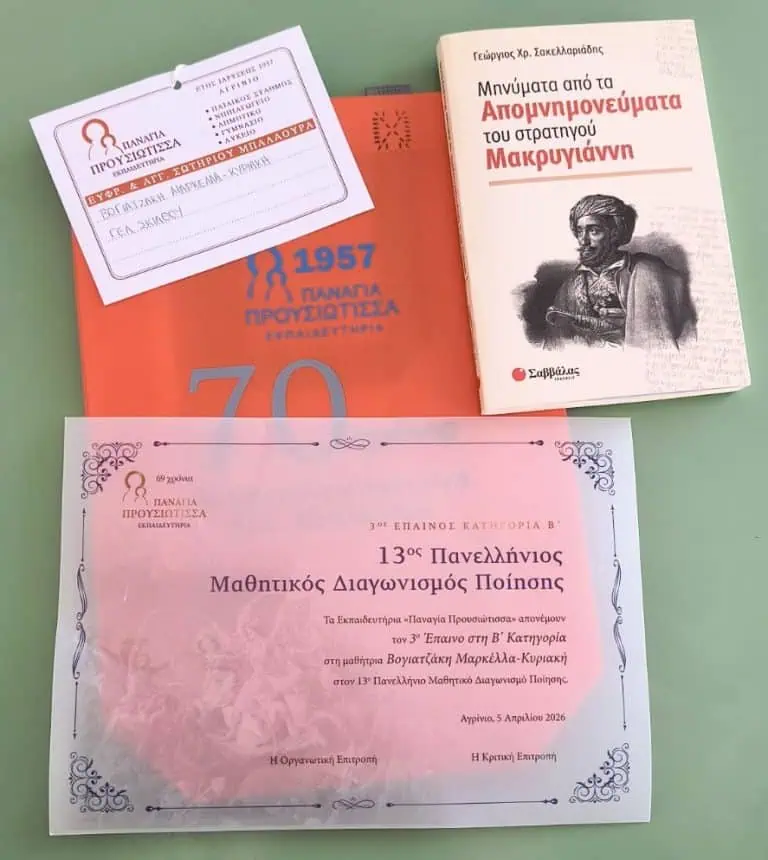 ΕΤΟΣ ΙΔΡΥΣΕΩΣ 1957
ΑΓΡΙΝΙΟ
• ΠΑΙΔΙΚΟΣ ΣΤΑΘΜΟΣ
• ΝΗΠΙΑΓΩΓΕΙΟ
• ΔΗΜΟΤΙΚΟ
• ΓΥΜΝΑΣΙΟ
• ΛΥΚΕΙΟ
ΠΑΝΑΓΙΑ
ΠΡΟΥΣΙΩΤΙΣΣΑ
ΕΚΠΑΙΔΕΥΤΗΡΙΑ
ΕΥΦΡ. & ΑΓΓ. ΣΩΤΗΡΙΟΥ ΜΠΑΛΑΟΥΡΑ
ΒΟΓΙΑΤΖΑΚΗ ΜΑΡΚΕΛΛΑ-ΚΥΡΙΑΚΗ
ΓΕΛ ΣΚΙΑΘΟΥ
Γεώργιος Χρ. Σακελλαριάδης
Μηνύματα από τα
Απομνημονεύματα
του στρατηγού
Μακρυγιάννη
Σαββάλας
1957
ΠΑΝΑΓΙΑ
ΠΡΟΥΣΙΩΤΙΣΣΑ
ΕΚΠΑΙΔΕΥΤΗΡΙΑ
70
69 χρόνια
ΠΑΝΑΓΙΑ
ΠΡΟΥΣΙΩΤΙΣΣΑ
ΕΚΠΑΙΔΕΥΤΗΡΙΑ
3ος ΕΠΑΙΝΟΣ ΚΑΤΗΓΟΡΙΑ Β΄
13ος Πανελλήνιος
Μαθητικός Διαγωνισμός Ποίησης
Τα Εκπαιδευτήρια «Παναγία Προυσιώτισσα» απονέμουν
τον 3ο Έπαινο στη Β΄ Κατηγορία
στη μαθήτρια Βογιατζάκη Μαρκέλλα-Κυριακή
στον 13ο Πανελλήνιο Μαθητικό Διαγωνισμό Ποίησης.
Αγρίνιο, 5 Απριλίου 2026
Η Οργανωτική Επιτροπή
Η Κριτική Επιτροπή